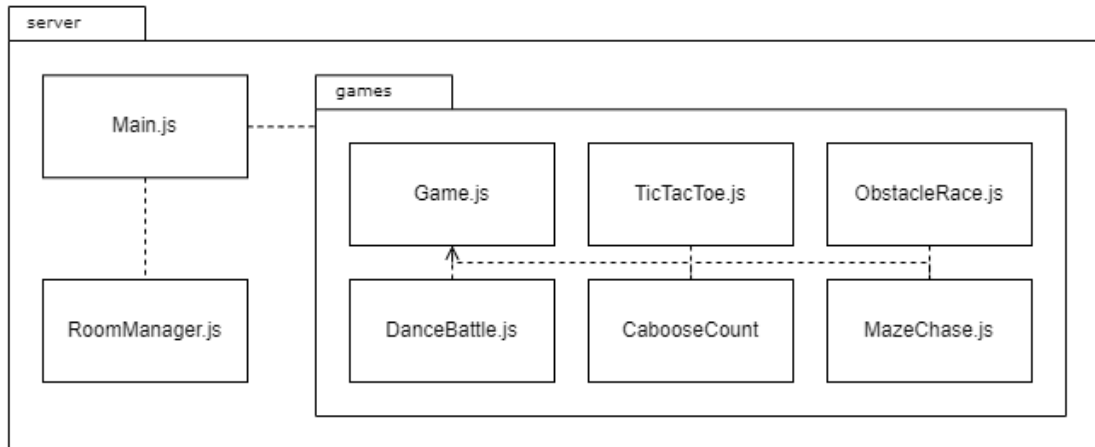 server
games
Main.js
Game.js
TicTacToe.js
ObstacleRace.js
RoomManager.js
DanceBattle.js
CabooseCount
MazeChase.js